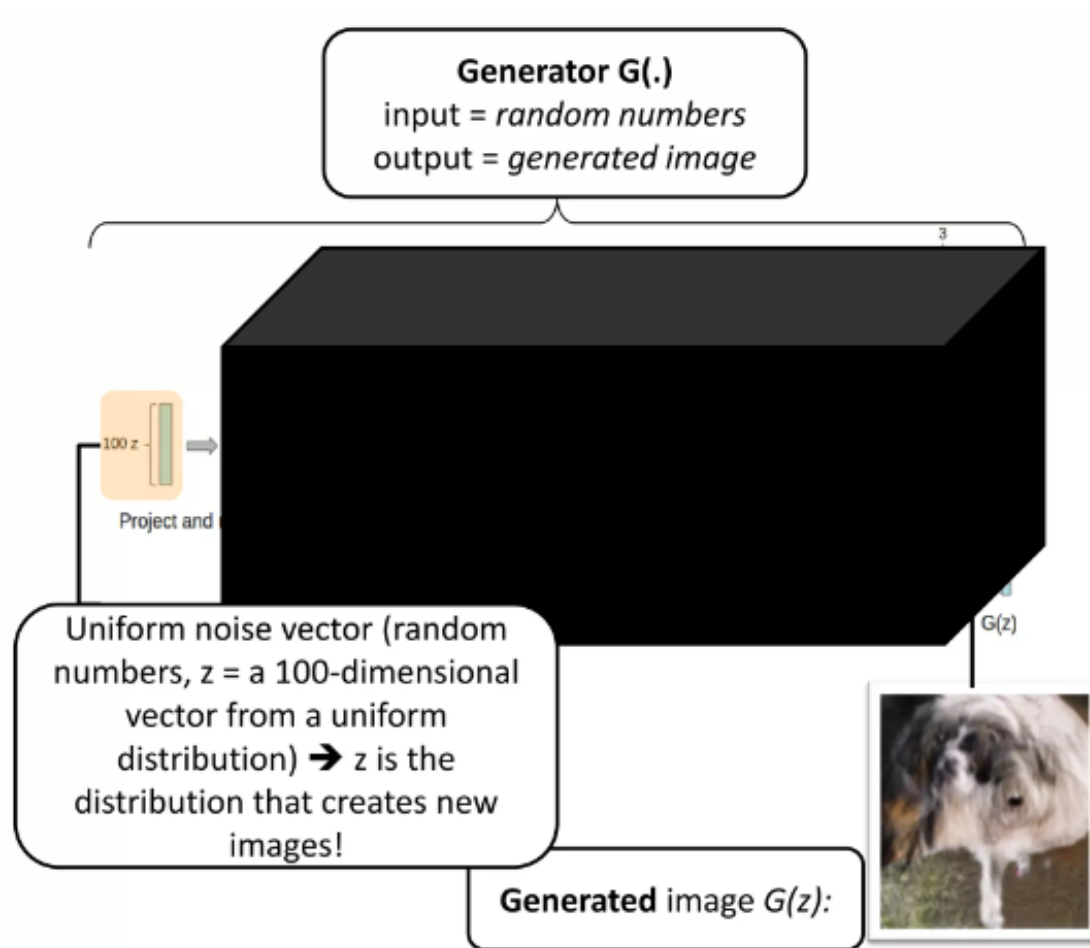 Generator G(.)
input = random numbers
output = generated image
3
100 z
Project and
G(z)
Uniform noise vector (random
numbers, z = a 100-dimensional
vector from a uniform
distribution) ➔ z is the
distribution that creates new
images!
Generated image G(z):